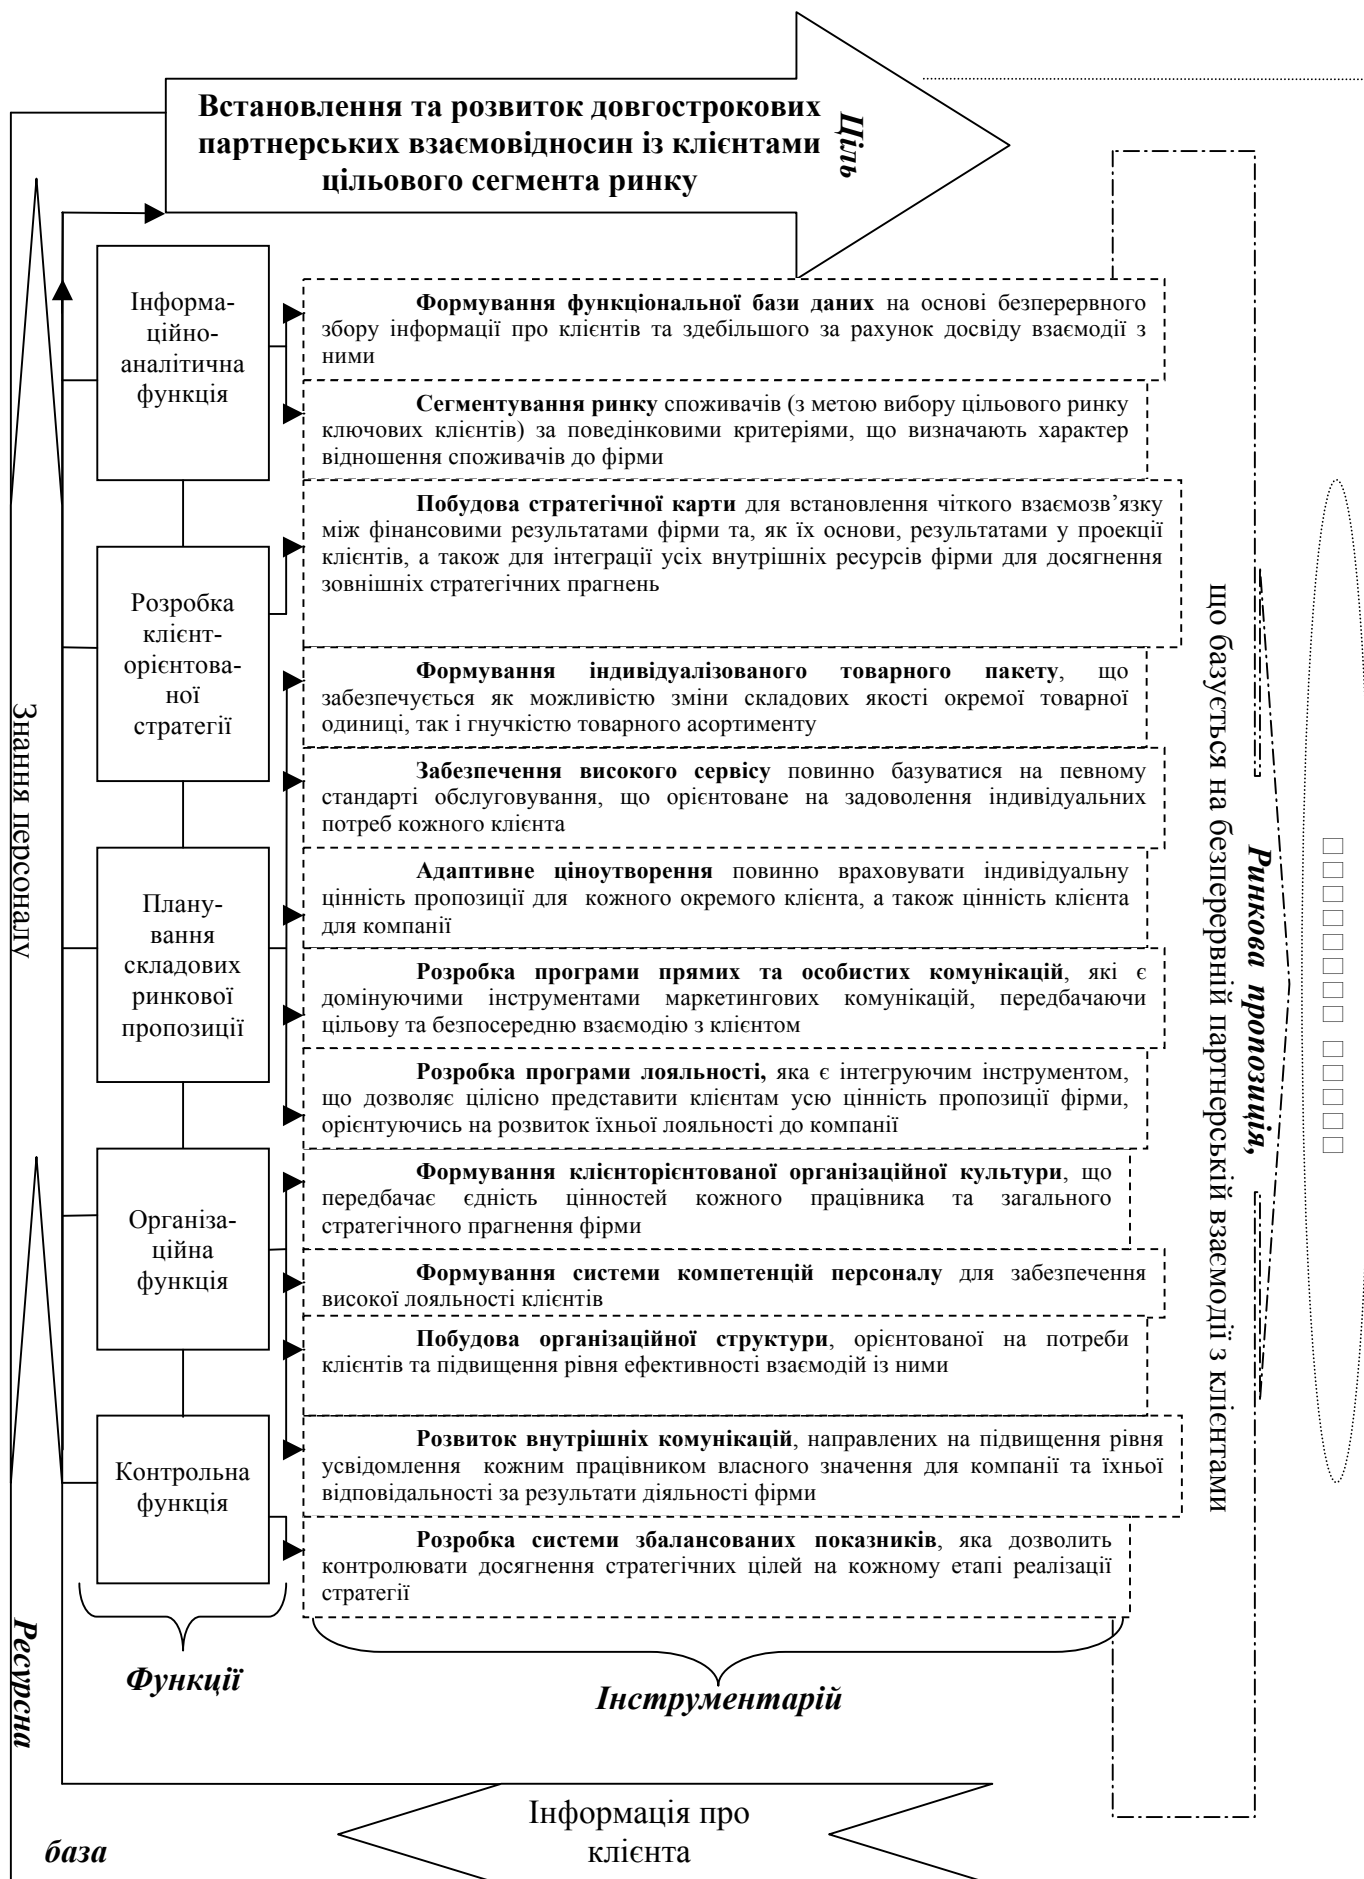 Встановлення та розвиток довгострокових
партнерських взаємовідносин із клієнтами
цільового сегмента ринку
Ціль
Знання персоналу
Ресурсна
база
Інформа-
ційно-
аналітична
функція
Розробка
клієнт-
орієнтова-
ної
стратегії
Плану-
вання
складових
ринкової
пропозиції
Організа-
ційна
функція
Контрольна
функція
Функції
Формування функціональної бази даних на основі безперервного
збору інформації про клієнтів та здебільшого за рахунок досвіду взаємодії з
ними
Сегментування ринку споживачів (з метою вибору цільового ринку
ключових клієнтів) за поведінковими критеріями, що визначають характер
відношення споживачів до фірми
Побудова стратегічної карти для встановлення чіткого взаємозв’язку
між фінансовими результатами фірми та, як їх основи, результатами у проекції
клієнтів, а також для інтеграції усіх внутрішніх ресурсів фірми для досягнення
зовнішніх стратегічних прагнень
Формування індивідуалізованого товарного пакету, що
забезпечується як можливістю зміни складових якості окремої товарної
одиниці, так і гнучкістю товарного асортименту
Забезпечення високого сервісу повинно базуватися на певному
стандарті обслуговування, що орієнтоване на задоволення індивідуальних
потреб кожного клієнта
Адаптивне ціноутворення повинно враховувати індивідуальну
цінність пропозиції для кожного окремого клієнта, а також цінність клієнта
для компанії
Розробка програми прямих та особистих комунікацій, які є
домінуючими інструментами маркетингових комунікацій, передбачаючи
цільову та безпосередню взаємодію з клієнтом
Розробка програми лояльності, яка є інтегруючим інструментом,
що дозволяє цілісно представити клієнтам усю цінність пропозиції фірми,
орієнтуючись на розвиток їхньої лояльності до компанії
Формування клієнторієнтованої організаційної культури, що
передбачає єдність цінностей кожного працівника та загального
стратегічного прагнення фірми
Формування системи компетенцій персоналу для забезпечення
високої лояльності клієнтів
Побудова організаційної структури, орієнтованої на потреби
клієнтів та підвищення рівня ефективності взаємодій із ними
Розвиток внутрішніх комунікацій, направлених на підвищення рівня
усвідомлення кожним працівником власного значення для компанії та їхньої
відповідальності за результати діяльності фірми
Розробка системи збалансованих показників, яка дозволить
контролювати досягнення стратегічних цілей на кожному етапі реалізації
стратегії
Інструментарій
Ринкова пропозиція,
що базується на безперервній партнерській взаємодії з клієнтами
Інформація про
клієнта